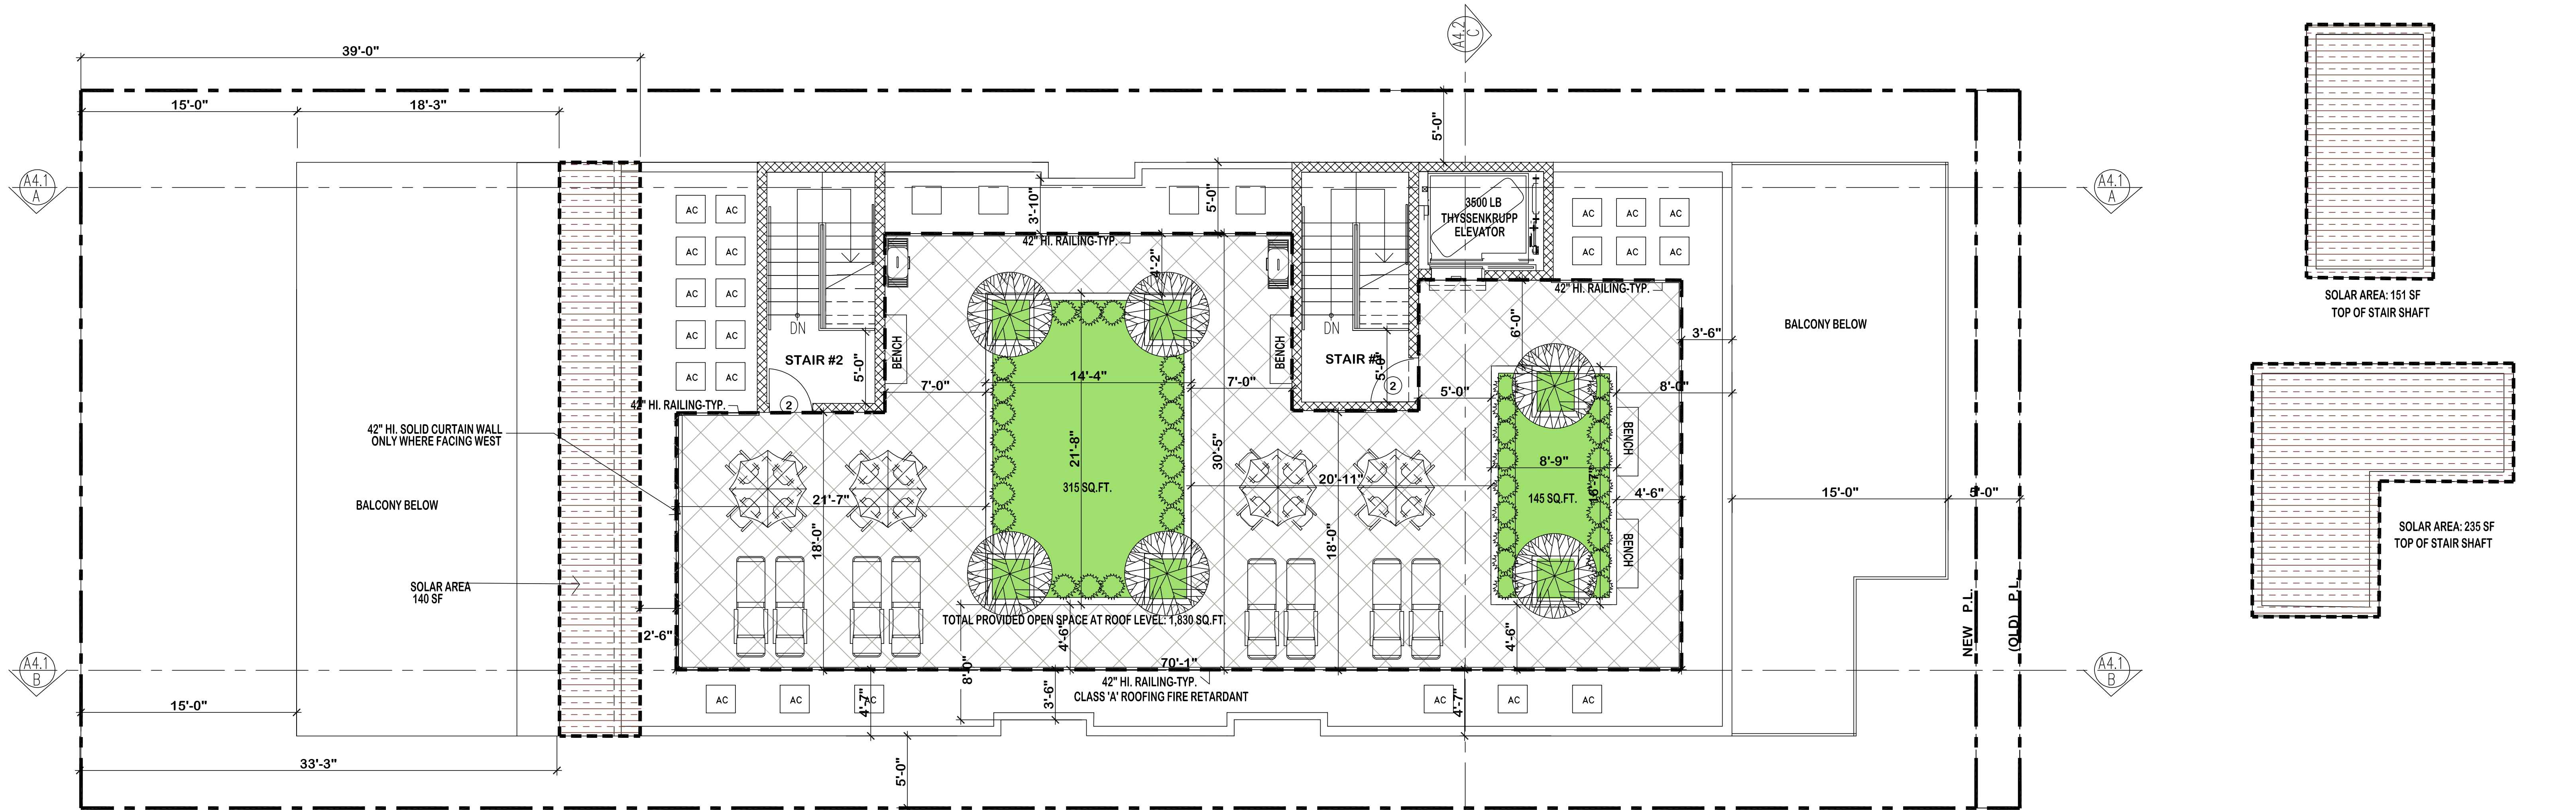 39'-0"
15'-0"
18'-3"
A4.2
C
5'-0"
A4.1
A
A4.1
A
AC
AC
AC
AC
AC
AC
AC
AC
AC
AC
3'-10"
5'-0"
3500 LB
THYSSENKRUPP
ELEVATOR
AC
AC
AC
AC
AC
AC
42" HI. RAILING-TYP.
4'-2"
42" HI. RAILING-TYP.
SOLAR AREA: 151 SF
TOP OF STAIR SHAFT
DN
DN
BALCONY BELOW
6'-0"
3'-6"
STAIR #2
5'-0"
BENCH
BENCH
5'-0"
2
2
7'-0"
14'-4"
7'-0"
5'-0"
8'-0"
42" HI. RAILING-TYP.
42" HI. SOLID CURTAIN WALL
ONLY WHERE FACING WEST
21'-8"
30'-5"
BENCH
8'-9"
20'-11"
315 SQ.FT.
145 SQ.FT.
4'-6"
15'-0"
5'-0"
21'-7"
BALCONY BELOW
18'-0"
18'-0"
BENCH
SOLAR AREA: 235 SF
TOP OF STAIR SHAFT
SOLAR AREA
140 SF
TOTAL PROVIDED OPEN SPACE AT ROOF LEVEL: 1,830 SQ.FT.
2'-6"
4'-6"
4'-6"
NEW P.L.
(OLD) P.L.
A4.1
B
A4.1
B
8'-0"
70'-1"
42" HI. RAILING-TYP.
CLASS 'A' ROOFING FIRE RETARDANT
3'-6"
AC
AC
AC
4'-7"
AC
AC
AC
4'-7"
15'-0"
33'-3"
5'-0"